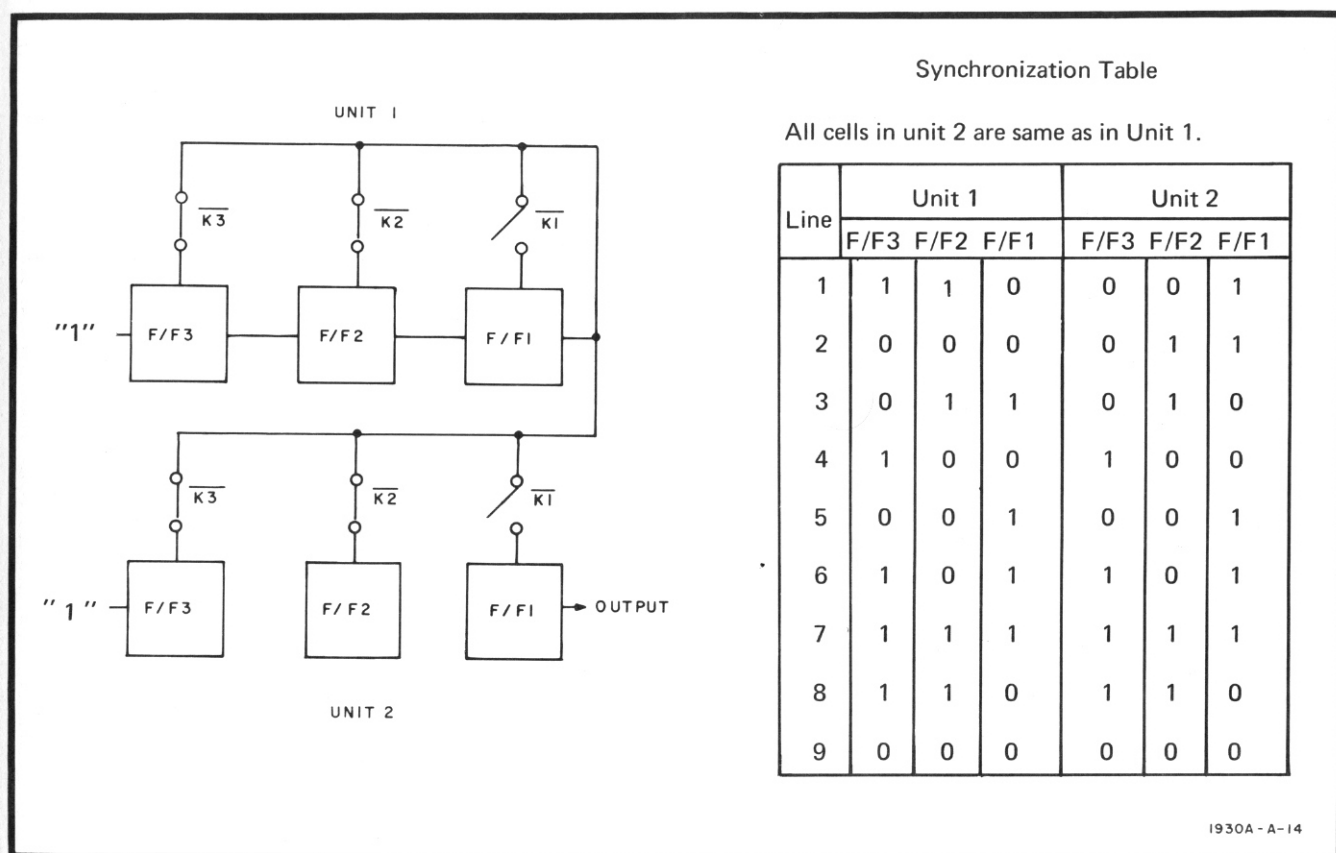 UNIT 1
K3
K2
K1
"1"
F/F3
F/F2
F/F1
K3
K2
K1
"1"
F/F3
F/F2
F/F1
OUTPUT
UNIT 2
Synchronization Table
All cells in unit 2 are same as in Unit 1.
Line Unit 1 Unit 2
F/F3 F/F2 F/F1 F/F3 F/F2 F/F1
1 1 1 0 0 0 1
2 0 0 0 0 1 1
3 0 1 1 0 1 0
4 1 0 0 1 0 0
5 0 0 1 0 0 1
6 1 0 1 1 0 1
7 1 1 1 1 1 1
8 1 1 0 1 1 0
9 0 0 0 0 0 0
1930A-A-14